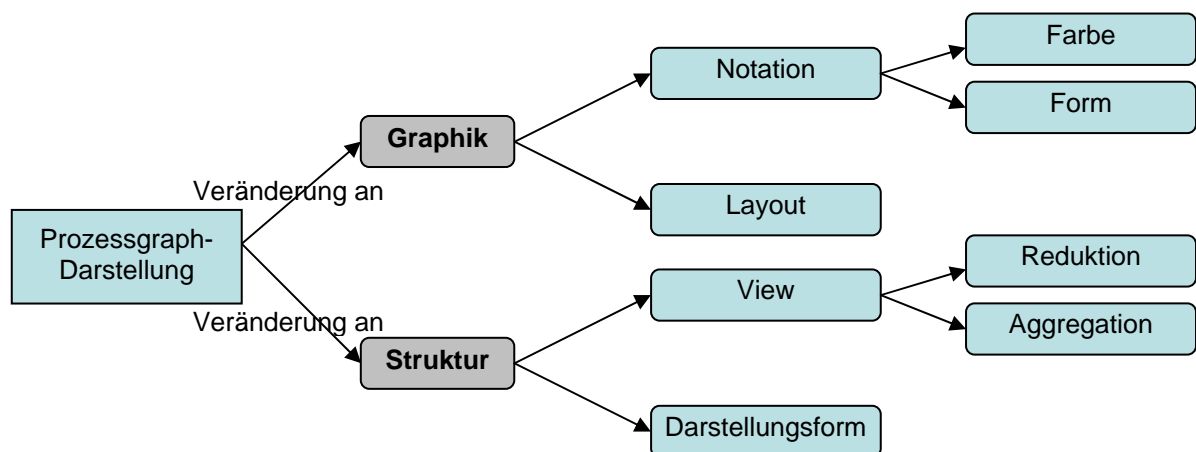 Farbe
Notation
Form
Graphik
Veränderung an
Layout
Prozessgraph-
Darstellung
Reduktion
View
Veränderung an
Aggregation
Struktur
Darstellungsform